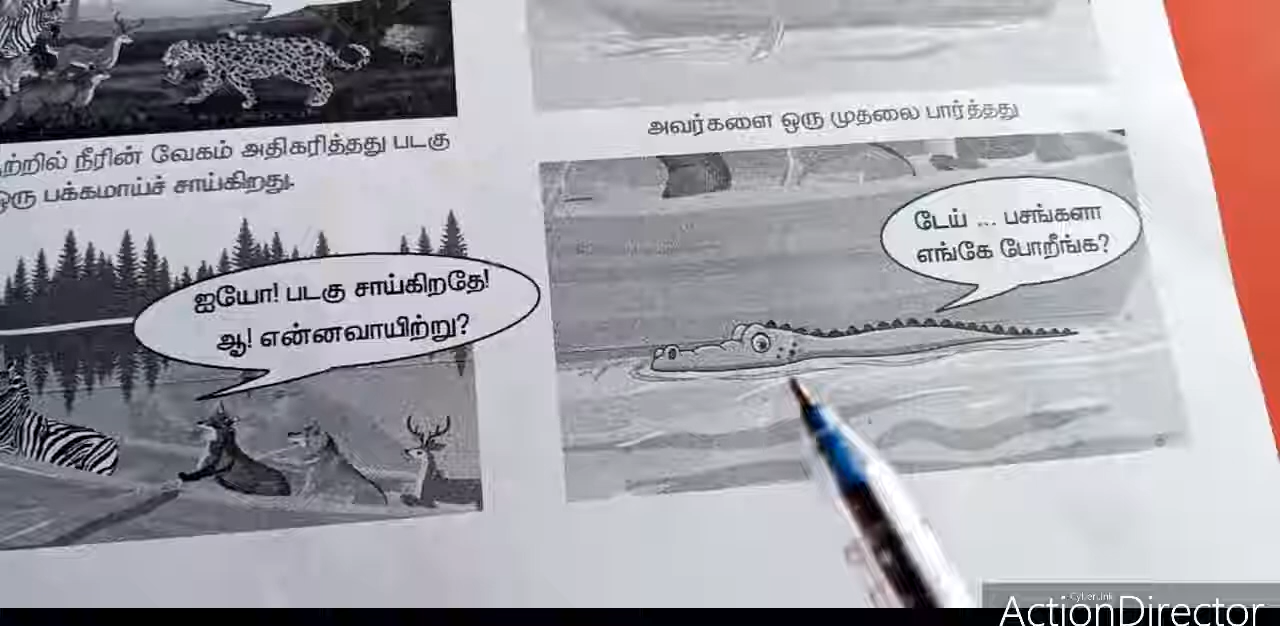 நீரின் வேகம் அதிகரித்தது படகு
ஒரு பக்கமாய்ச் சாய்கிறது.
ஐயோ! படகு சாய்கிறதே!
ஆ! என்னவாயிற்று?
அவர்களை ஒரு முதலை பார்த்தது
டேய் ... பசங்களா
எங்கே போறீங்க?
CyberLink
ActionDirector